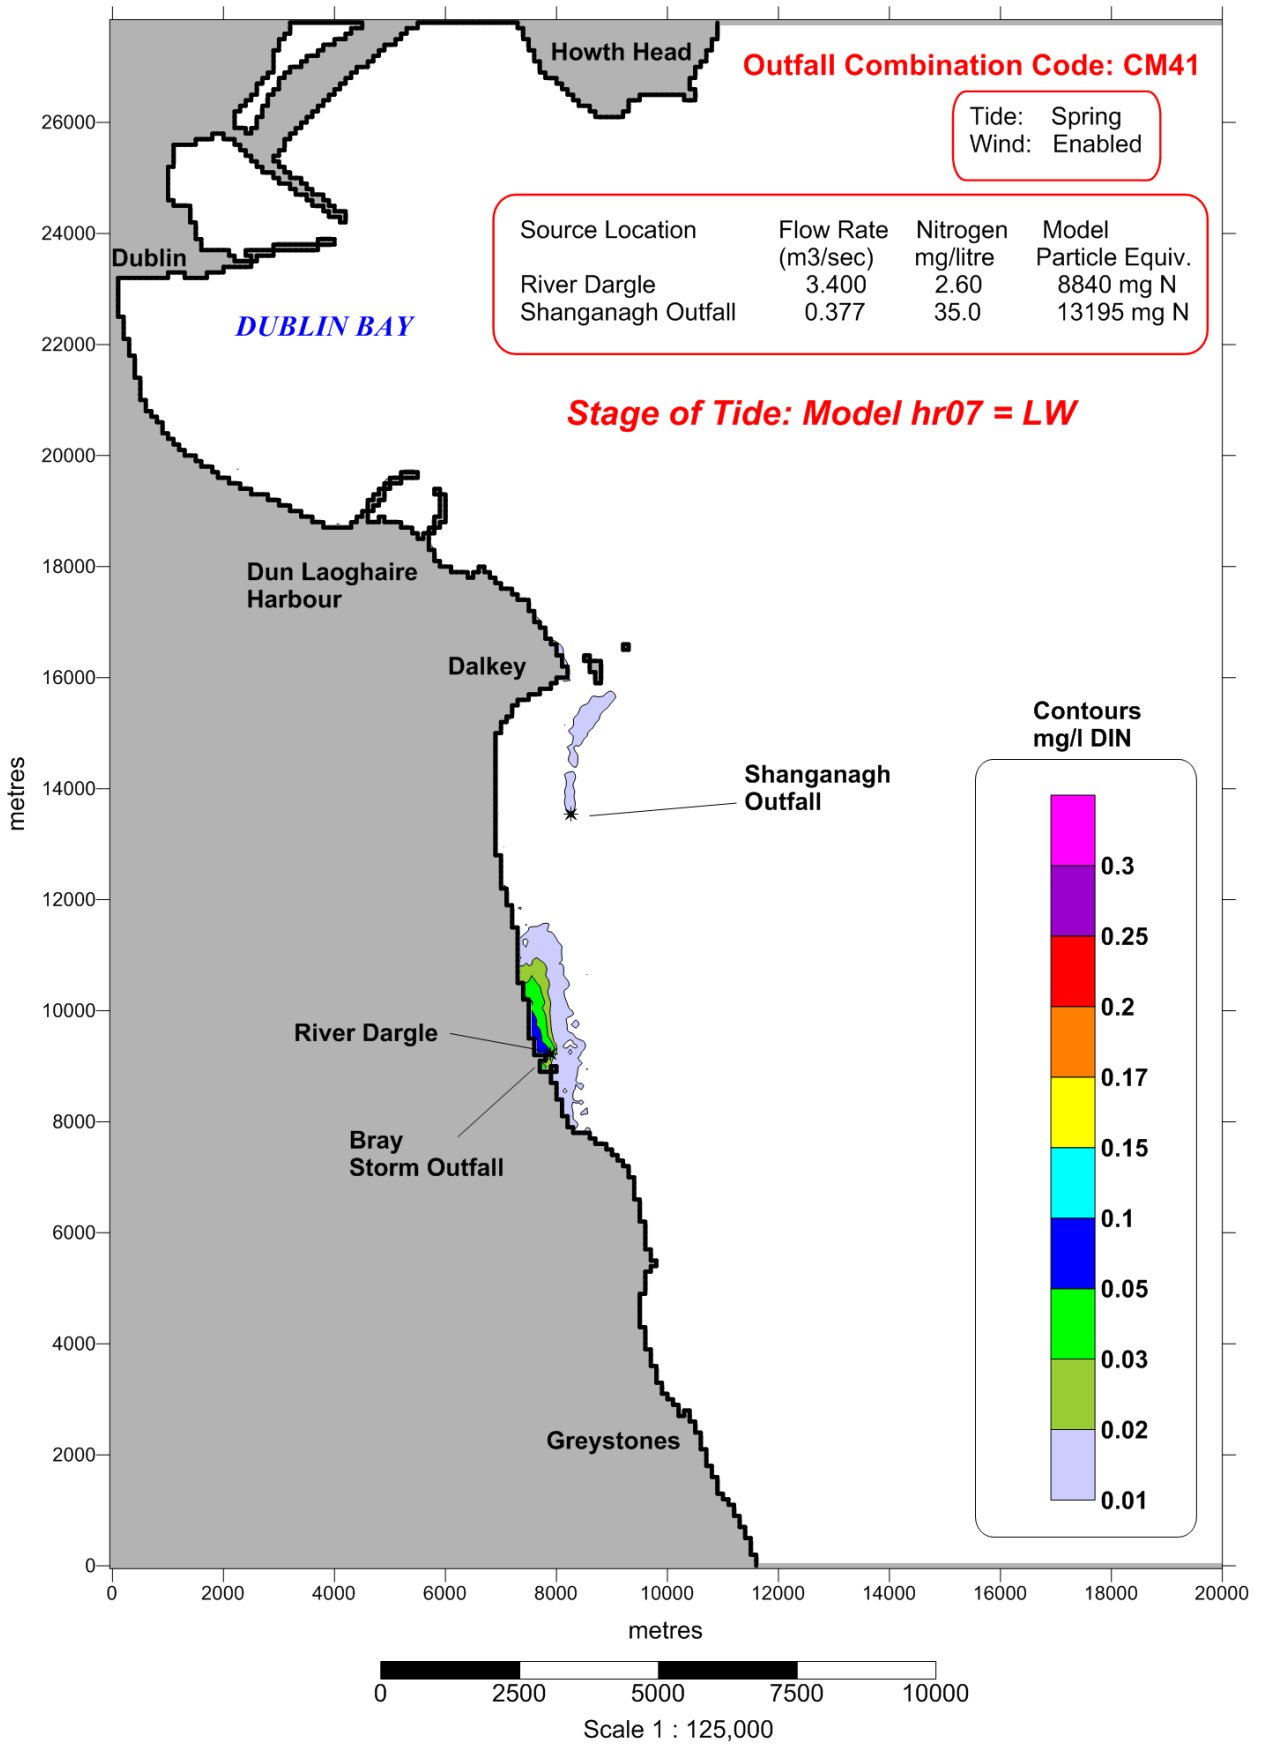 Howth Head
Outfall Combination Code: CM41
Tide: Spring
Wind: Enabled
Source Location Flow Rate Nitrogen Model
(m3/sec) mg/litre Particle Equiv.
River Dargle 3.400 2.60 8840 mg N
Shanganagh Outfall 0.377 35.0 13195 mg N
Dublin
DUBLIN BAY
Stage of Tide: Model hr07 = LW
Dun Laoghaire
Harbour
Dalkey
Shanganagh
Outfall
River Dargle
Bray
Storm Outfall
Greystones
Contours
mg/l DIN
0.3
0.25
0.2
0.17
0.15
0.1
0.05
0.03
0.02
0.01
metres
26000
24000
22000
20000
18000
16000
14000
12000
10000
8000
6000
4000
2000
0
0 2000 4000 6000 8000 10000 12000 14000 16000 18000 20000
metres
0 2500 5000 7500 10000
Scale 1 : 125,000